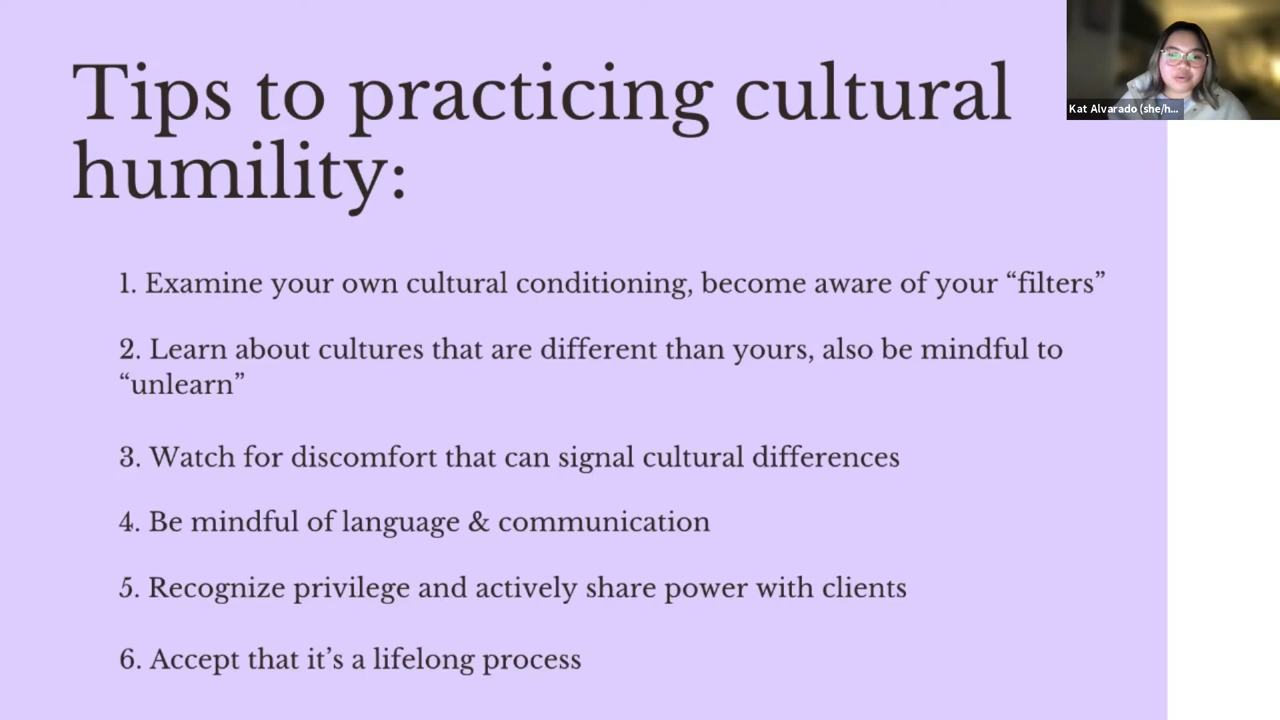 Tips to practicing cultural
humility:
Kat Alvarado (she/h...
1. Examine your own cultural conditioning, become aware of your “filters”
2. Learn about cultures that are different than yours, also be mindful to
“unlearn”
3. Watch for discomfort that can signal cultural differences
4. Be mindful of language & communication
5. Recognize privilege and actively share power with clients
6. Accept that it’s a lifelong process